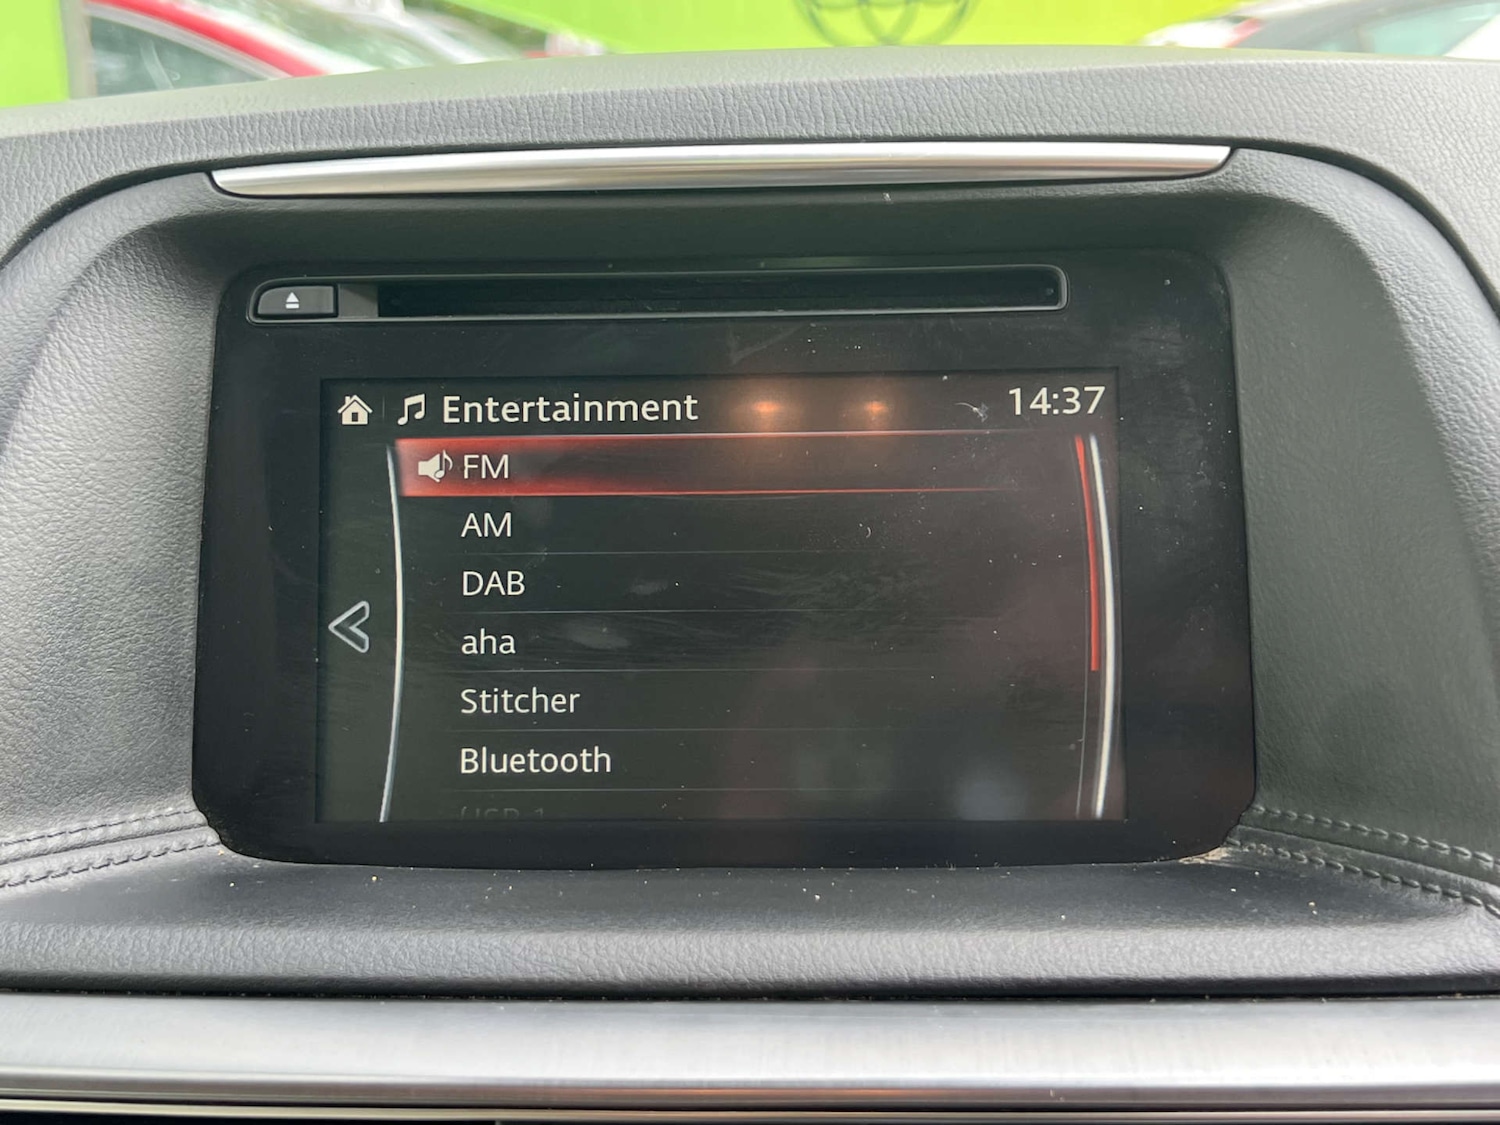 Entertainment 14:37
FM
AM
DAB
aha
Stitcher
Bluetooth